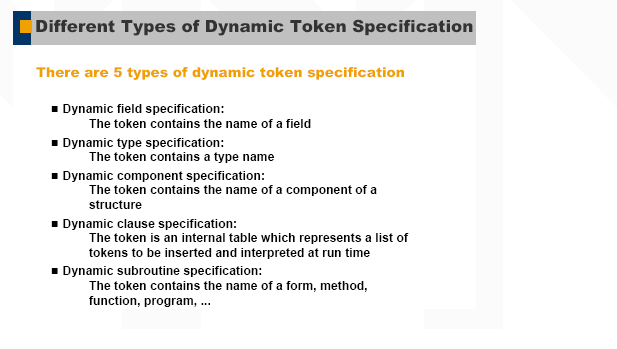 Different Types of Dynamic Token Specification
There are 5 types of dynamic token specification
■ Dynamic field specification:
The token contains the name of a field
■ Dynamic type specification:
The token contains a type name
■ Dynamic component specification:
The token contains the name of a component of a
structure
■ Dynamic clause specification:
The token is an internal table which represents a list of
tokens to be inserted and interpreted at run time
■ Dynamic subroutine specification:
The token contains the name of a form, method,
function, program, ...